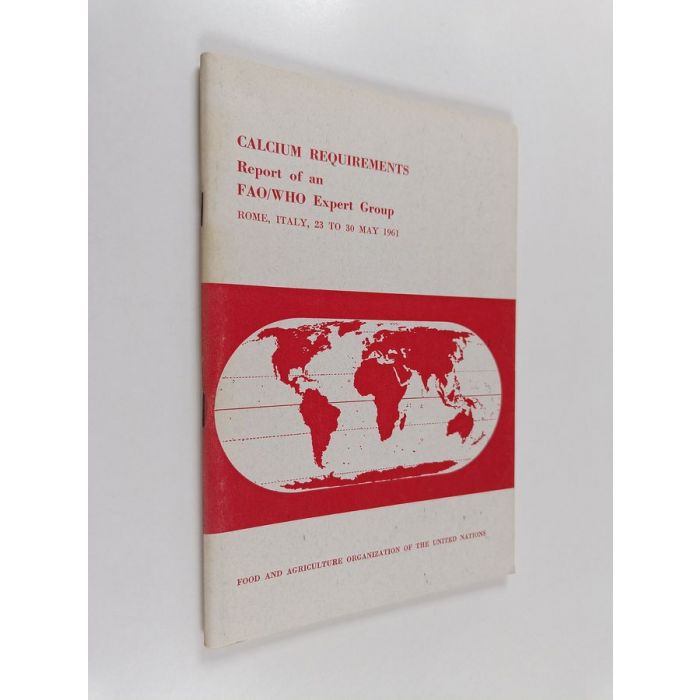 CALCIUM REQUIREMENTS
Report of an
FAO/WHO Expert Group
ROME, ITALY, 23 TO 30 MAY 1961
FOOD AND AGRICULTURE ORGANIZATION OF THE UNITED NATIONS